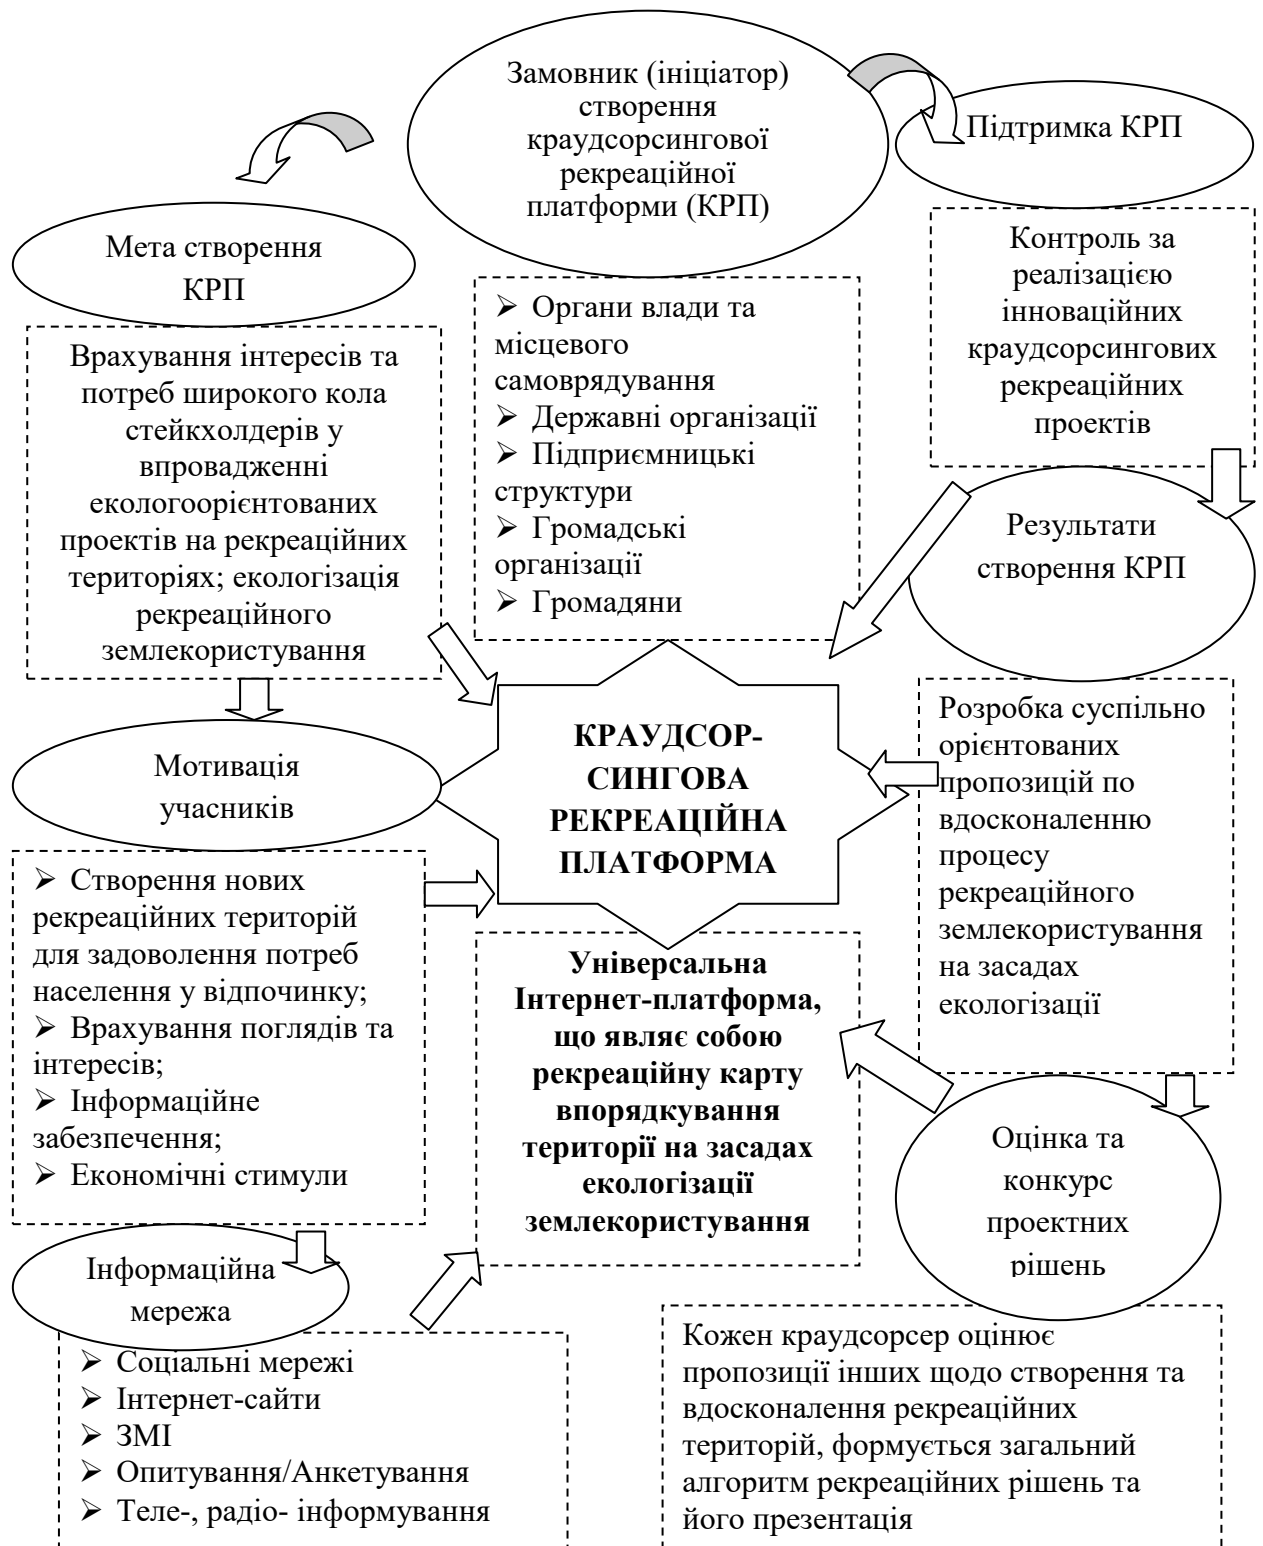 Замовник (ініціатор)
створення
краудсорсингової
рекреаційної
платформи (КРП)
Підтримка КРП
Мета створення
КРП
Контроль за
реалізацією
інноваційних
краудсорсингових
рекреаційних
проектів
➢ Органи влади та
місцевого
самоврядування
➢ Державні організації
➢ Підприємницькі
структури
➢ Громадські
організації
➢ Громадяни
Врахування інтересів та
потреб широкого кола
стейкхолдерів у
впровадженні
екологоорієнтованих
проектів на рекреаційних
територіях; екологізація
рекреаційного
землекористування
Результати
створення КРП
Мотивація
учасників
КРАУДСОР-
СИНГОВА
РЕКРЕАЦІЙНА
ПЛАТФОРМА
Розробка суспільно
орієнтованих
пропозицій по
вдосконаленню
процесу
рекреаційного
землекористування
на засадах
екологізації
➢ Створення нових
рекреаційних територій
для задоволення потреб
населення у відпочинку;
➢ Врахування поглядів та
інтересів;
➢ Інформаційне
забезпечення;
➢ Економічні стимули
Універсальна
Інтернет-платформа,
що являє собою
рекреаційну карту
впорядкування
території на засадах
екологізації
землекористування
Оцінка та
конкурс
проектних
рішень
Інформаційна
мережа
➢ Соціальні мережі
➢ Інтернет-сайти
➢ ЗМІ
➢ Опитування/Анкетування
➢ Теле-, радіо- інформування
Кожен краудсорсер оцінює
пропозиції інших щодо створення та
вдосконалення рекреаційних
територій, формується загальний
алгоритм рекреаційних рішень та
його презентація